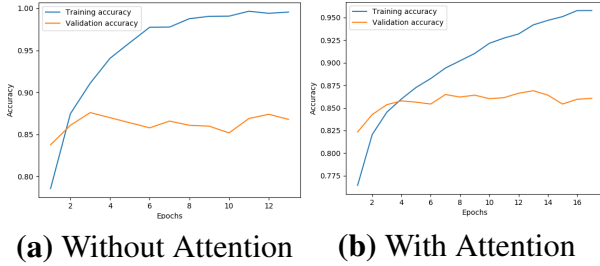 1.00
0.95
0.90
0.85
0.80
Accuracy
Training accuracy
Validation accuracy
2 4 6 8 10 12
Epochs
(a) Without Attention
0.950
0.925
0.900
0.875
0.850
0.825
0.800
0.775
Accuracy
Training accuracy
Validation accuracy
2 4 6 8 10 12 14 16
Epochs
(b) With Attention